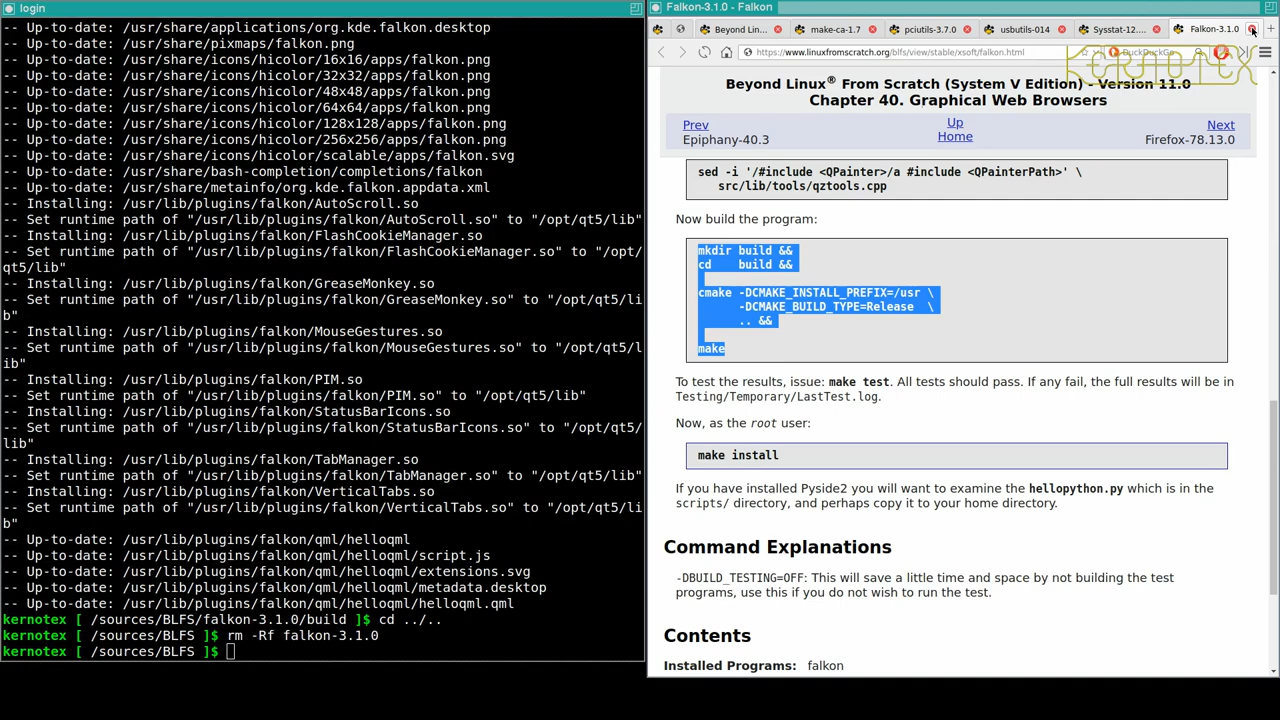 login
-- Up-to-date: /usr/share/applications/org.kde.falkon.desktop
-- Up-to-date: /usr/share/pixmaps/falkon.png
-- Up-to-date: /usr/share/icons/hicolor/16x16/apps/falkon.png
-- Up-to-date: /usr/share/icons/hicolor/32x32/apps/falkon.png
-- Up-to-date: /usr/share/icons/hicolor/48x48/apps/falkon.png
-- Up-to-date: /usr/share/icons/hicolor/64x64/apps/falkon.png
-- Up-to-date: /usr/share/icons/hicolor/128x128/apps/falkon.png
-- Up-to-date: /usr/share/icons/hicolor/256x256/apps/falkon.png
-- Up-to-date: /usr/share/icons/hicolor/scalable/apps/falkon.svg
-- Up-to-date: /usr/share/bash-completion/completions/falkon
-- Up-to-date: /usr/share/metainfo/org.kde.falkon.appdata.xml
-- Installing: /usr/lib/plugins/falkon/AutoScroll.so
-- Set runtime path of "/usr/lib/plugins/falkon/AutoScroll.so" to "/opt/qt5/lib"
-- Installing: /usr/lib/plugins/falkon/FlashCookieManager.so
-- Set runtime path of "/usr/lib/plugins/falkon/FlashCookieManager.so" to "/opt/
qt5/lib"
-- Installing: /usr/lib/plugins/falkon/GreaseMonkey.so
-- Set runtime path of "/usr/lib/plugins/falkon/GreaseMonkey.so" to "/opt/qt5/li
b"
-- Installing: /usr/lib/plugins/falkon/MouseGestures.so
-- Set runtime path of "/usr/lib/plugins/falkon/MouseGestures.so" to "/opt/qt5/l
ib"
-- Installing: /usr/lib/plugins/falkon/PIM.so
-- Set runtime path of "/usr/lib/plugins/falkon/PIM.so" to "/opt/qt5/lib"
-- Installing: /usr/lib/plugins/falkon/StatusBarIcons.so
-- Set runtime path of "/usr/lib/plugins/falkon/StatusBarIcons.so" to "/opt/qt5/
lib"
-- Installing: /usr/lib/plugins/falkon/TabManager.so
-- Set runtime path of "/usr/lib/plugins/falkon/TabManager.so" to "/opt/qt5/lib"
-- Installing: /usr/lib/plugins/falkon/VerticalTabs.so
-- Set runtime path of "/usr/lib/plugins/falkon/VerticalTabs.so" to "/opt/qt5/li
b"
-- Up-to-date: /usr/lib/plugins/falkon/qml/helloqml
-- Up-to-date: /usr/lib/plugins/falkon/qml/helloqml/script.js
-- Up-to-date: /usr/lib/plugins/falkon/qml/helloqml/extensions.svg
-- Up-to-date: /usr/lib/plugins/falkon/qml/helloqml/metadata.desktop
-- Up-to-date: /usr/lib/plugins/falkon/qml/helloqml/helloqml.qml
kernotex [ /sources/BLFS/falkon-3.1.0/build ]$ cd ../..
kernotex [ /sources/BLFS ]$ rm -Rf falkon-3.1.0
kernotex [ /sources/BLFS ]$
Falkon-3.1.0 - Falkon
Beyond Lin... make-ca-1.7 pciutils-3.7.0 usbutils-014 Sysstat-12.... Falkon-3.1.0
https://www.linuxfromscratch.org/blfs/view/stable/xsoft/falkon.html DuckDuckGo
KERNOTEX
Beyond Linux® From Scratch (System V Edition) - Version 11.0
Chapter 40. Graphical Web Browsers
Prev Up Next
Epiphany-40.3 Home Firefox-78.13.0
sed -i '/#include <QPainter>/a #include <QPainterPath>' \
src/lib/tools/qztools.cpp
Now build the program:
mkdir build &&
cd    build &&
cmake -DCMAKE_INSTALL_PREFIX=/usr \
-DCMAKE_BUILD_TYPE=Release  \
.. &&
make
To test the results, issue: make test. All tests should pass. If any fail, the full results will be in
Testing/Temporary/LastTest.log.
Now, as the root user:
make install
If you have installed Pyside2 you will want to examine the hellopython.py which is in the
scripts/ directory, and perhaps copy it to your home directory.
Command Explanations
-DBUILD_TESTING=OFF: This will save a little time and space by not building the test
programs, use this if you do not wish to run the test.
Contents
Installed Programs: falkon